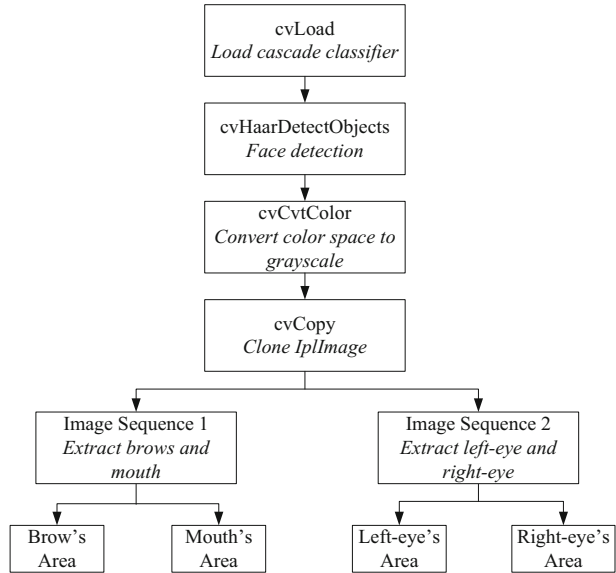 cvLoad
Load cascade classifier
cvHaarDetectObjects
Face detection
cvCvtColor
Convert color space to
grayscale
cvCopy
Clone IplImage
Image Sequence 1
Extract brows and
mouth
Image Sequence 2
Extract left-eye and
right-eye
Brow's
Area
Mouth's
Area
Left-eye's
Area
Right-eye's
Area